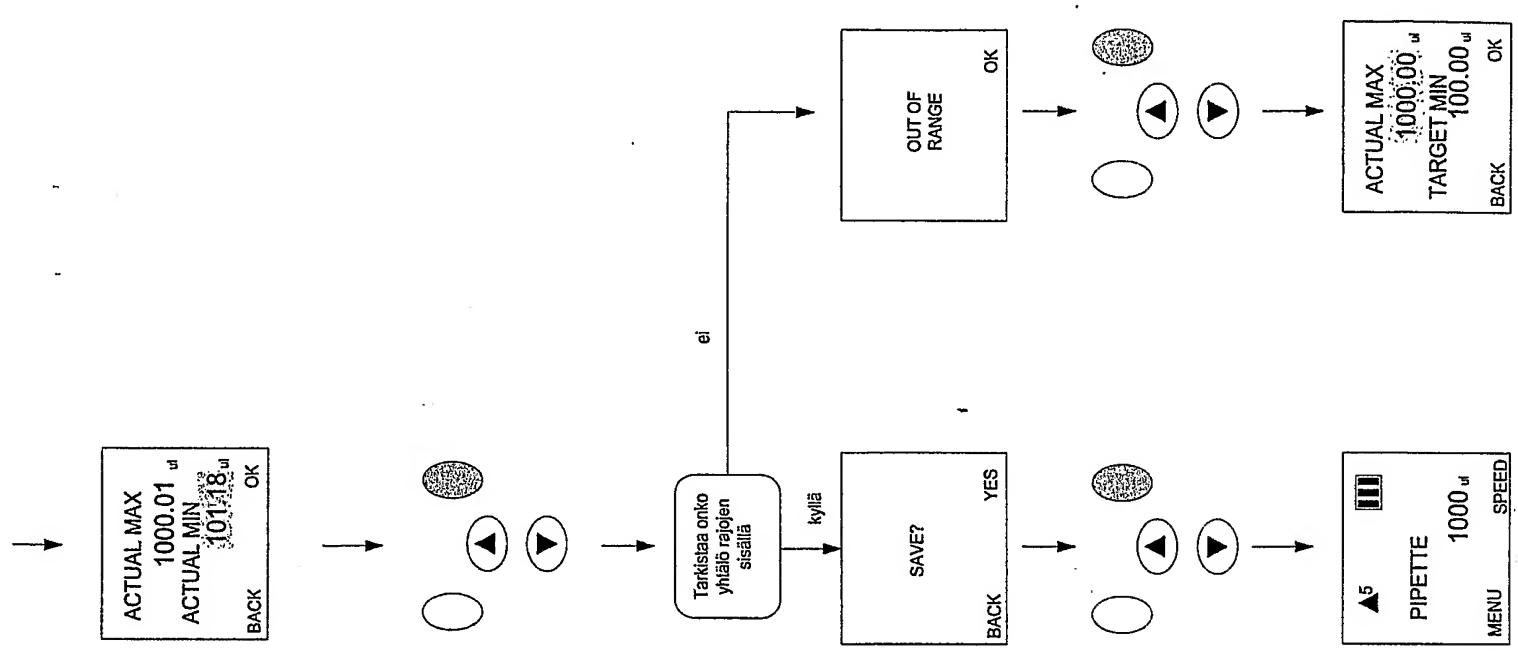 ACTUAL MAX
1000.01 ul
ACTUAL MIN
101.18 ul
BACK OK
Tarkistaa onko
yhtälö rajojen
sisällä
ei
kyllä
SAVE?
BACK YES
▲5
PIPETTE
1000 ul
MENU SPEED
OUT OF
RANGE
OK
ACTUAL MAX
1000.00 ul
TARGET MIN
100.00 ul
BACK OK